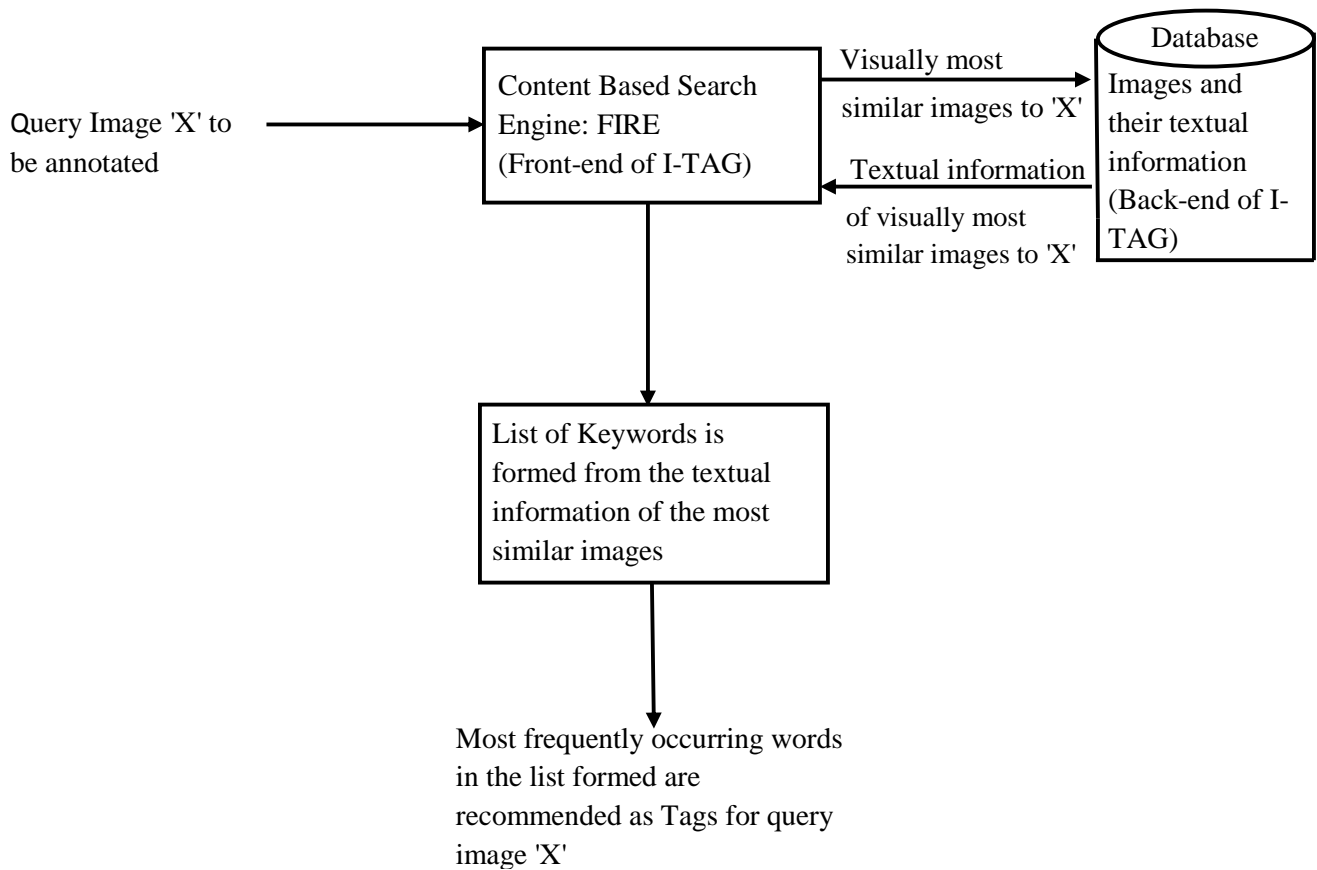 Query Image 'X' to
be annotated
Content Based Search
Engine: FIRE
(Front-end of I-TAG)
Visually most
similar images to 'X'
Textual information
of visually most
similar images to 'X'
Database
Images and
their textual
information
(Back-end of I-
TAG)
List of Keywords is
formed from the textual
information of the most
similar images
Most frequently occurring words
in the list formed are
recommended as Tags for query
image 'X'